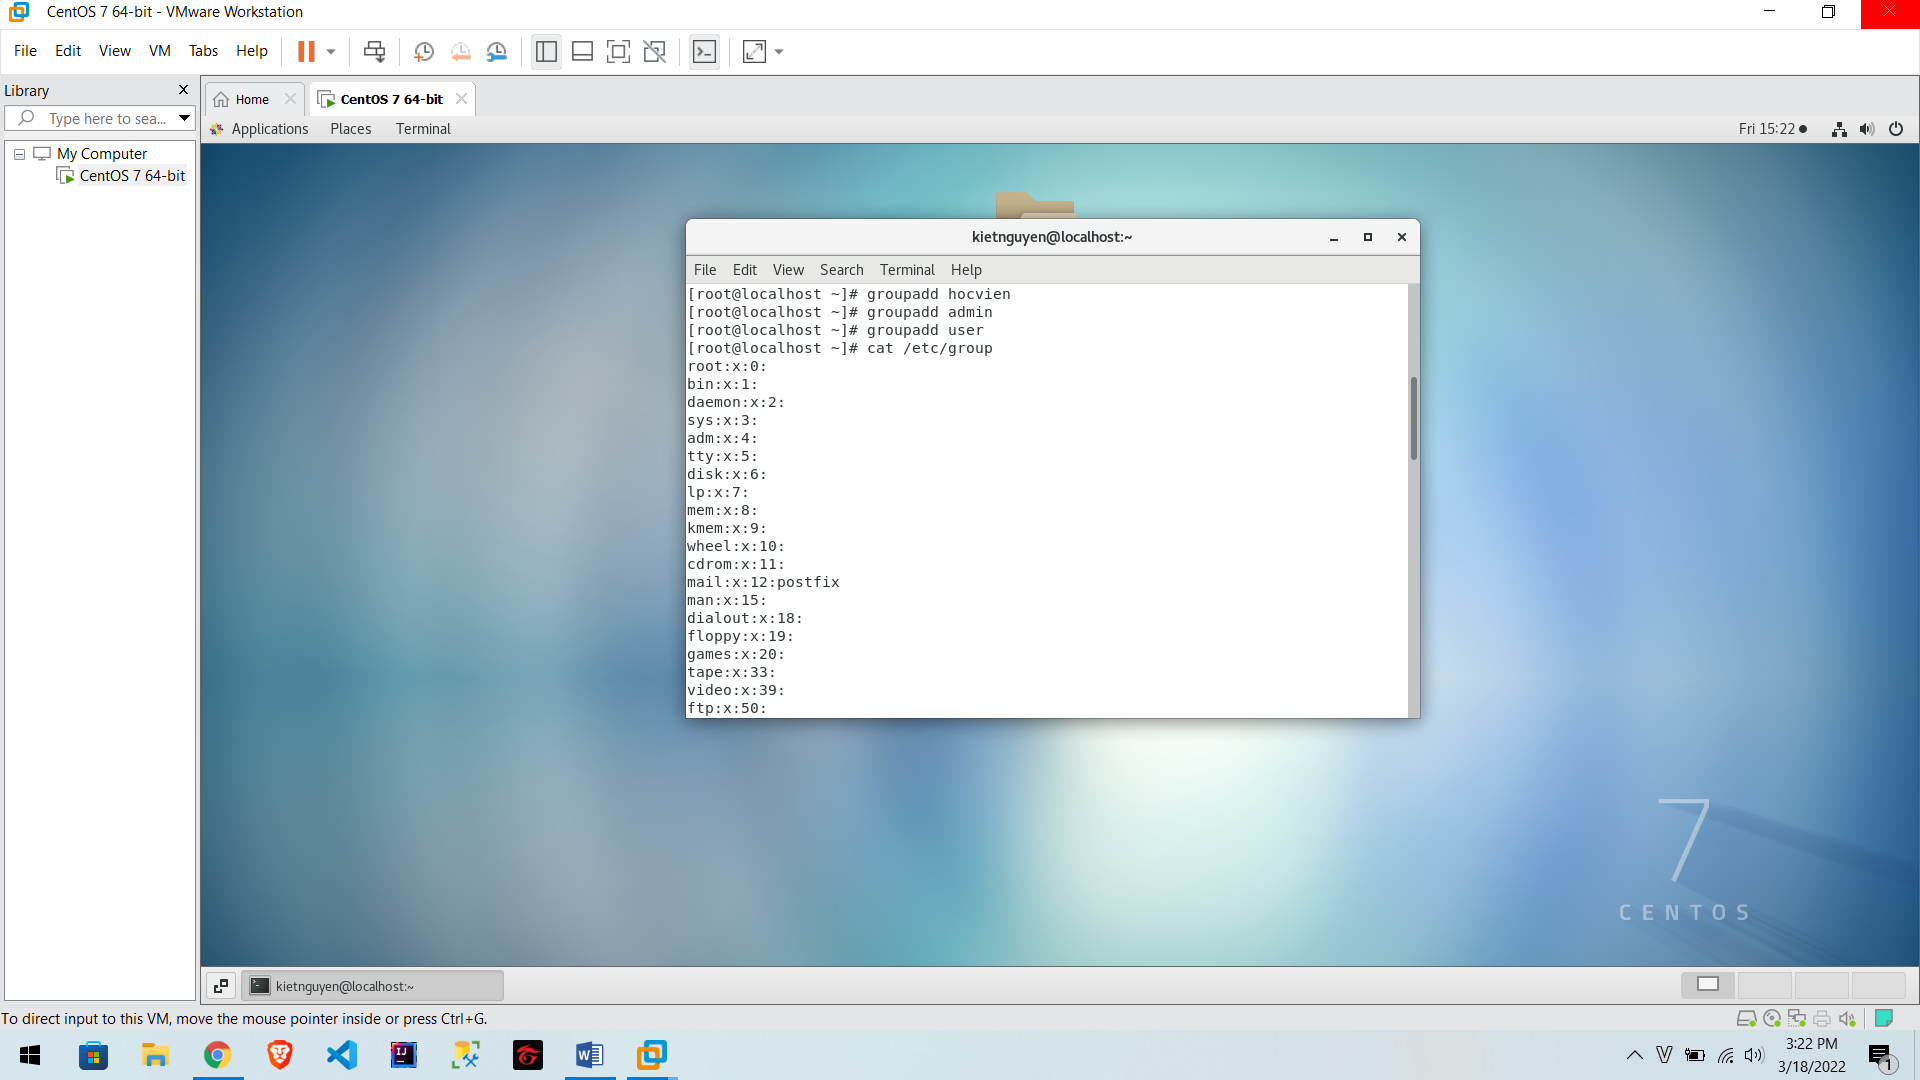 CentOS 7 64-bit - VMware Workstation
File Edit View VM Tabs Help
Library
Type here to sea...
My Computer
CentOS 7 64-bit
Home
CentOS 7 64-bit
Applications Places Terminal
Fri 15:22
kietnguyen@localhost:~
File Edit View Search Terminal Help
[root@localhost ~]# groupadd hocvien
[root@localhost ~]# groupadd admin
[root@localhost ~]# groupadd user
[root@localhost ~]# cat /etc/group
root:x:0:
bin:x:1:
daemon:x:2:
sys:x:3:
adm:x:4:
tty:x:5:
disk:x:6:
lp:x:7:
mem:x:8:
kmem:x:9:
wheel:x:10:
cdrom:x:11:
mail:x:12:postfix
man:x:15:
dialout:x:18:
floppy:x:19:
games:x:20:
tape:x:33:
video:x:39:
ftp:x:50:
7
CENTOS
kietnguyen@localhost:~
To direct input to this VM, move the mouse pointer inside or press Ctrl+G.
IJ
W
V
3:22 PM
3/18/2022
1